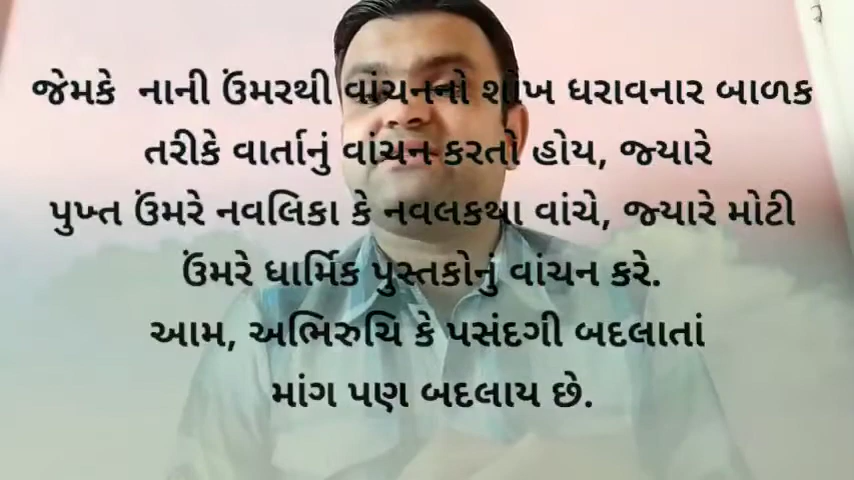 જેમકે નાની ઉંમરથી વાંચનનો શોખ ધરાવનાર બાળક
તરીકે વાર્તાનું વાંચન કરતો હોય, જ્યારે
પુખ્ત ઉંમરે નવલિકા કે નવલકથા વાંચે, જ્યારે મોટી
ઉંમરે ધાર્મિક પુસ્તકોનું વાંચન કરે.
આમ, અભિરુચિ કે પસંદગી બદલાતાં
માંગ પણ બદલાય છે.